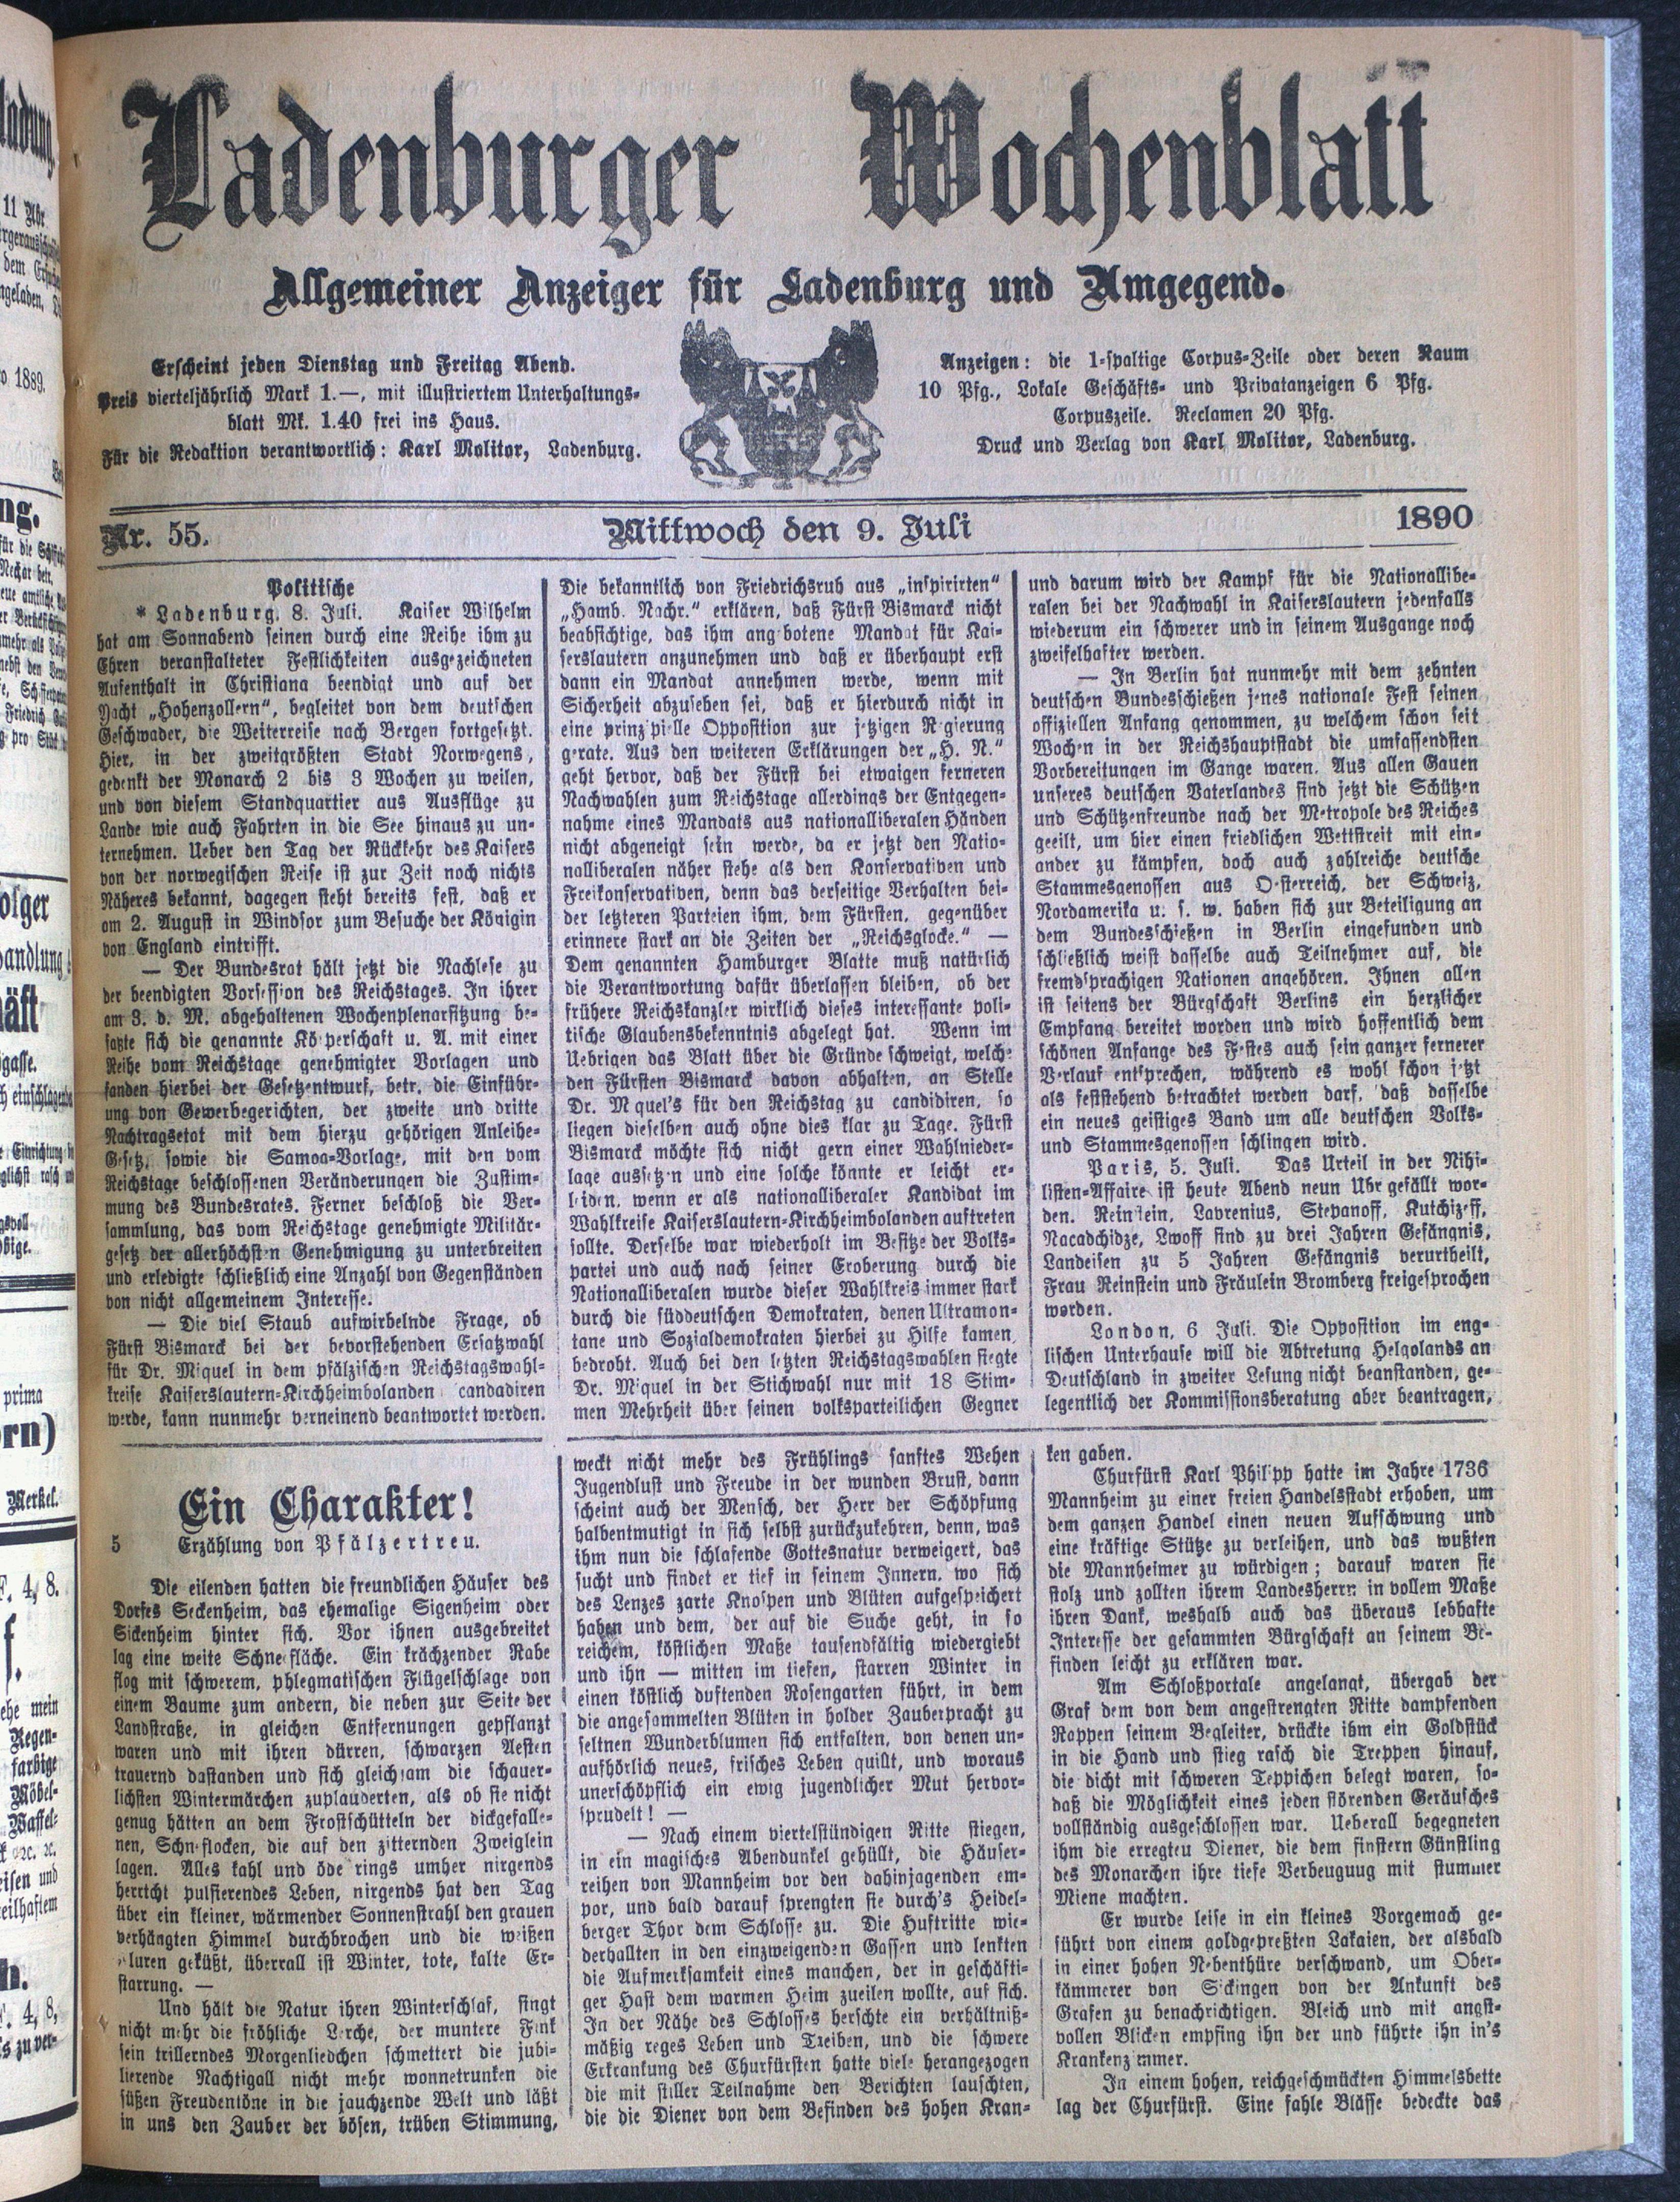 Ladenburger Wochenblatt
Allgemeiner Anzeiger für Ladenburg und Umgegend.
Erscheint jeden Dienstag und Freitag Abend.
Preis vierteljährlich Mark 1.—, mit illustriertem Unterhaltungs-
blatt Mk. 1.40 frei ins Haus.
Für die Redaktion verantwortlich: Karl Molitor, Ladenburg.
Anzeigen: die 1-spaltige Corpus-Zeile oder deren Raum
10 Pfg., Lokale Geschäfts- und Privatanzeigen 6 Pfg.
Corpuszeile. Reclamen 20 Pfg.
Druck und Verlag von Karl Molitor, Ladenburg.
Nr. 55.
Mittwoch den 9. Juli
1890
Politische
* Ladenburg, 8. Juli. Kaiser Wilhelm
hat am Sonnabend seinen durch eine Reihe ihm zu
Ehren veranstalteter Festlichkeiten ausgezeichneten
Aufenthalt in Christiana beendigt und auf der
Yacht „Hohenzollern“, begleitet von dem deutschen
Geschwader, die Weiterreise nach Bergen fortgesetzt.
Hier, in der zweitgrößten Stadt Norwegens,
gedenkt der Monarch 2 bis 3 Wochen zu weilen,
und von diesem Standquartier aus Ausflüge zu
Lande wie auch Fahrten in die See hinaus zu un-
ternehmen. Ueber den Tag der Rückkehr des Kaisers
von der norwegischen Reise ist zur Zeit noch nichts
Näheres bekannt, dagegen steht bereits fest, daß er
am 2. August in Windsor zum Besuche der Königin
von England eintrifft.
— Der Bundesrat hält jetzt die Nachlese zu
der beendigten Vorsession des Reichstages. In ihrer
am 3. d. M. abgehaltenen Wochenplenarsitzung be-
faßte sich die genannte Kö perschaft u. A. mit einer
Reihe vom Reichstage genehmigter Vorlagen und
fanden hierbei der Gesetzentwurf, betr. die Einführ-
ung von Gewerbegerichten, der zweite und dritte
Nachtragsetat mit dem hierzu gehörigen Anleihe-
Gesetz, sowie die Samoa-Vorlage, mit den vom
Reichstage beschlossenen Veränderungen die Zustim-
mung des Bundesrates. Ferner beschloß die Ver-
sammlung, das vom Reichstage genehmigte Militär-
gesetz der allerhöchsten Genehmigung zu unterbreiten
und erledigte schließlich eine Anzahl von Gegenständen
von nicht allgemeinem Interesse.
— Die viel Staub aufwirbelnde Frage, ob
Fürst Bismarck bei der bevorstehenden Ersatzwahl
für Dr. Miquel in dem pfälzischen Reichstagswahl-
kreise Kaiserslautern-Kirchheimbolanden candadiren
werde, kann nunmehr verneinend beantwortet werden.
Die bekanntlich von Friedrichsruh aus „inspirirten“
„Hamb. Nachr.“ erklären, daß Fürst Bismarck nicht
beabsichtige, das ihm ang botene Mandat für Kai-
serslautern anzunehmen und daß er überhaupt erst
dann ein Mandat annehmen werde, wenn mit
Sicherheit abzusehen sei, daß er hierdurch nicht in
eine prinzipielle Opposition zur jetzigen Regierung
gerate. Aus den weiteren Erklärungen der „H. N.“
geht hervor, daß der Fürst bei etwaigen ferneren
Nachwahlen zum Reichstage allerdings der Entgegen-
nahme eines Mandats aus nationalliberalen Händen
nicht abgeneigt sein werde, da er jetzt den Natio-
nalliberalen näher stehe als den Konservativen und
Freikonservativen, denn das derseitige Verhalten bei-
der letzteren Parteien ihm, dem Fürsten, gegenüber
erinnere stark an die Zeiten der „Reichsglocke.“ —
Dem genannten Hamburger Blatte muß natürlich
die Verantwortung dafür überlassen bleiben, ob der
frühere Reichskanzler wirklich dieses interessante poli-
tische Glaubensbekenntnis abgelegt hat. Wenn im
Uebrigen das Blatt über die Gründe schweigt, welche
den Fürsten Bismarck davon abhalten, an Stelle
Dr. Miquel's für den Reichstag zu candidiren, so
liegen dieselben auch ohne dies klar zu Tage. Fürst
Bismarck möchte sich nicht gern einer Wahlnieder-
lage aussetzen und eine solche könnte er leicht er-
leiden, wenn er als nationalliberaler Kandidat im
Wahlkreise Kaiserslautern-Kirchheimbolanden auftreten
sollte. Derselbe war wiederholt im Besitze der Volks-
partei und auch nach seiner Eroberung durch die
Nationalliberalen wurde dieser Wahlkreis immer stark
durch die süddeutschen Demokraten, denen Ultramon-
tane und Sozialdemokraten hierbei zu Hilfe kamen,
bedroht. Auch bei den letzten Reichstagswahlen siegte
Dr. Miquel in der Stichwahl nur mit 18 Stim-
men Mehrheit über seinen volksparteilichen Gegner
und darum wird der Kampf für die Nationallibe-
ralen bei der Nachwahl in Kaiserslautern jedenfalls
wiederum ein schwerer und in seinem Ausgange noch
zweifelhafter werden.
— In Berlin hat nunmehr mit dem zehnten
deutschen Bundesschießen jenes nationale Fest seinen
offiziellen Anfang genommen, zu welchem schon seit
Wochen in der Reichshauptstadt die umfassendsten
Vorbereitungen im Gange waren. Aus allen Gauen
unseres deutschen Vaterlandes sind jetzt die Schützen
und Schützenfreunde nach der Metropole des Reiches
geeilt, um hier einen friedlichen Wettstreit mit ein-
ander zu kämpfen, doch auch zahlreiche deutsche
Stammesgenossen aus Oesterreich, der Schweiz,
Nordamerika u. s. w. haben sich zur Beteiligung an
dem Bundesschießen in Berlin eingefunden und
schließlich weist dasselbe auch Teilnehmer auf, die
fremdsprachigen Nationen angehören. Ihnen allen
ist seitens der Bürgschaft Berlins ein herzlicher
Empfang bereitet worden und wird hoffentlich dem
schönen Anfange des Festes auch sein ganzer fernerer
Verlauf entsprechen, während es wohl schon jetzt
als feststehend betrachtet werden darf, daß dasselbe
ein neues geistiges Band um alle deutschen Volks-
und Stammesgenossen schlingen wird.
Paris, 5. Juli. Das Urteil in der Nihi-
listen-Affaire ist heute Abend neun Uhr gefällt wor-
den. Reinstein, Lavrenius, Stepanoff, Kutchizeff,
Nacadchidze, Lwoff sind zu drei Jahren Gefängnis,
Landeisen zu 5 Jahren Gefängnis verurtheilt,
Frau Reinstein und Fräulein Bromberg freigesprochen
worden.
London, 6 Juli. Die Opposition im eng-
lischen Unterhause will die Abtretung Helgolands an
Deutschland in zweiter Lesung nicht beanstanden, ge-
legentlich der Kommissionsberatung aber beantragen,
Ein Charakter!
5 Erzählung von Pfälzertreu.
Die eilenden hatten die freundlichen Häuser des
Dorfes Seckenheim, das ehemalige Sigenheim oder
Sickenheim hinter sich. Vor ihnen ausgebreitet
lag eine weite Schneefläche. Ein krächzender Rabe
flog mit schwerem, phlegmatischen Flügelschlage von
einem Baume zum andern, die neben zur Seite der
Landstraße, in gleichen Entfernungen gepflanzt
waren und mit ihren dürren, schwarzen Aesten
trauernd dastanden und sich gleichsam die schauer-
lichsten Wintermärchen zuplauderten, als ob sie nicht
genug hätten an dem Frostschütteln der dickgefalle-
nen, Schneeflocken, die auf den zitternden Zweiglein
lagen. Alles kahl und öde rings umher nirgends
herrtcht pulsierendes Leben, nirgends hat den Tag
über ein kleiner, wärmender Sonnenstrahl den grauen
verhängten Himmel durchbrochen und die weißen
luren geküßt, überrall ist Winter, tote, kalte Er-
starrung. —
Und hält die Natur ihren Winterschlaf, singt
nicht mehr die fröhliche Lerche, der muntere Fink
sein trillerndes Morgenliedchen schmettert die jubi-
lierende Nachtigall nicht mehr wonnetrunken die
süßen Freudentöne in die jauchzende Welt und läßt
in uns den Zauber der bösen, trüben Stimmung,
weckt nicht mehr des Frühlings sanftes Wehen
Jugendlust und Freude in der wunden Brust, dann
scheint auch der Mensch, der Herr der Schöpfung
halbentmutigt in sich selbst zurückzukehren, denn, was
ihm nun die schlafende Gottesnatur verweigert, das
sucht und findet er tief in seinem Innern, wo sich
des Lenzes zarte Knospen und Blüten aufgespeichert
haben und dem, der auf die Suche geht, in so
reichem, köstlichen Maße tausendfältig wiedergiebt
und ihn — mitten im tiefen, starren Winter in
einen köstlich duftenden Rosengarten führt, in dem
die angesammelten Blüten in holder Zauberpracht zu
seltnen Wunderblumen sich entfalten, von denen un-
aufhörlich neues, frisches Leben quillt, und woraus
unerschöpflich ein ewig jugendlicher Mut hervor-
sprudelt! —
— Nach einem viertelstündigen Ritte stiegen,
in ein magisches Abendunkel gehüllt, die Häuser-
reihen von Mannheim vor den dahinjagenden em-
por, und bald darauf sprengten sie durch's Heidel-
berger Thor dem Schlosse zu. Die Huftritte wie-
derhallten in den einzweigenden Gassen und lenkten
die Aufmerksamkeit eines manchen, der in geschäfti-
ger Hast dem warmen Heim zueilen wollte, auf sich.
In der Nähe des Schlosses herschte ein verhältniß-
mäßig reges Leben und Treiben, und die schwere
Erkrankung des Churfürsten hatte viele herangezogen
die mit stiller Teilnahme den Berichten lauschten,
die die Diener von dem Befinden des hohen Kran-
ken gaben.
Churfürst Karl Philipp hatte im Jahre 1736
Mannheim zu einer freien Handelsstadt erhoben, um
dem ganzen Handel einen neuen Aufschwung und
eine kräftige Stütze zu verleihen, und das wußten
die Mannheimer zu würdigen; darauf waren sie
stolz und zollten ihrem Landesherrn in vollem Maße
ihren Dank, weshalb auch das überaus lebhafte
Interesse der gesammten Bürgschaft an seinem Be-
finden leicht zu erklären war.
Am Schloßportale angelangt, übergab der
Graf dem von dem angestrengten Ritte dampfenden
Rappen seinem Begleiter, drückte ihm ein Goldstück
in die Hand und stieg rasch die Treppen hinauf,
die dicht mit schweren Teppichen belegt waren, so-
daß die Möglichkeit eines jeden störenden Geräusches
vollständig ausgeschlossen war. Ueberall begegneten
ihm die erregteu Diener, die dem finstern Günstling
des Monarchen ihre tiefe Verbeuguug mit stummer
Miene machten.
Er wurde leise in ein kleines Vorgemach ge-
führt von einem goldgepreßten Lakaien, der alsbald
in einer hohen Nebenthüre verschwand, um Ober-
kämmerer von Sickingen von der Ankunft des
Grafen zu benachrichtigen. Bleich und mit angst-
vollen Blicken empfing ihn der und führte ihn in's
Krankenz mmer.
In einem hohen, reichgeschmückten Himmelsbette
lag der Churfürst. Eine fahle Blässe bedeckte das